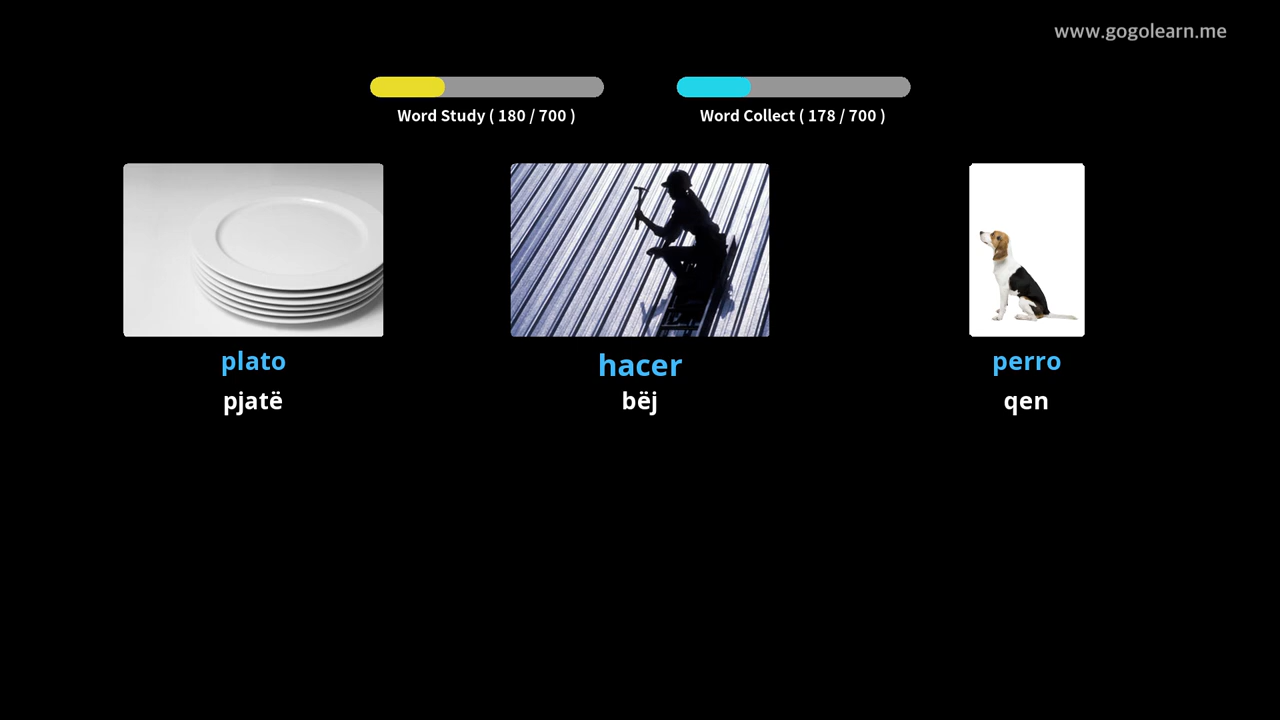 www.gogolearn.me
Word Study ( 180 / 700 )
Word Collect ( 178 / 700 )
plato
pjatë
hacer
bëj
perro
qen